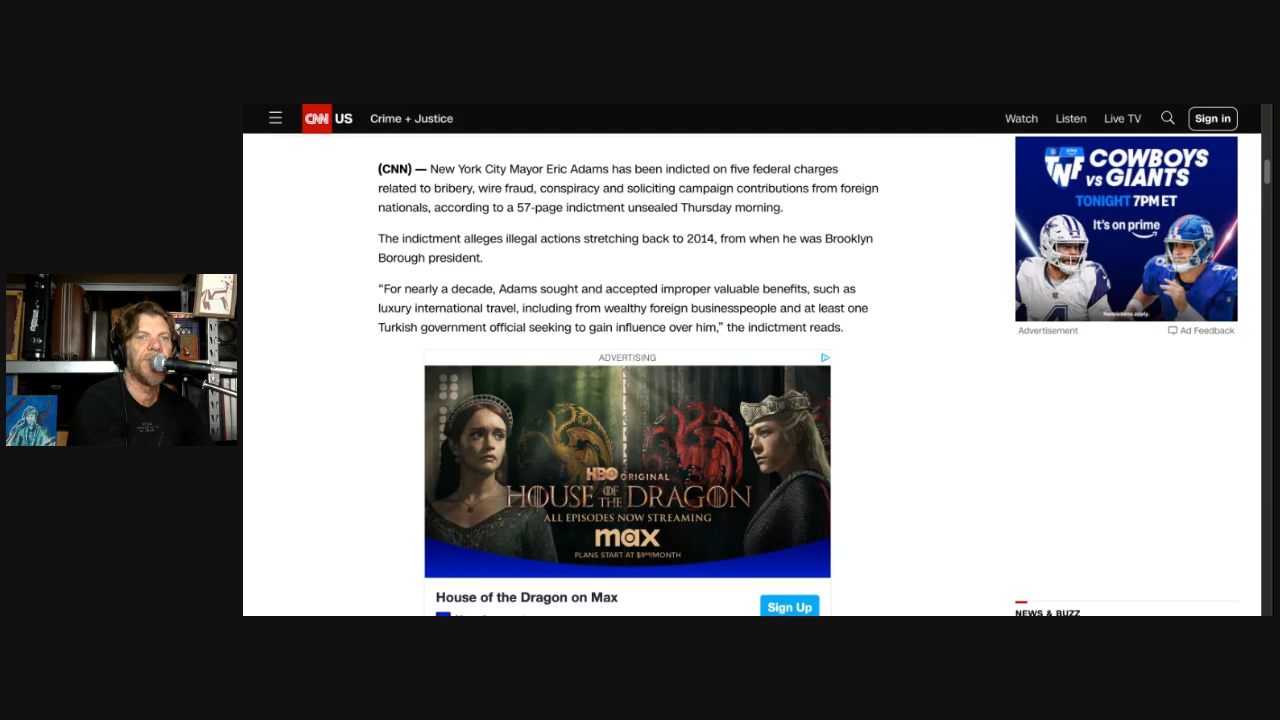 CNN US Crime + Justice Watch Listen Live TV Sign in
(CNN) — New York City Mayor Eric Adams has been indicted on five federal charges
related to bribery, wire fraud, conspiracy and soliciting campaign contributions from foreign
nationals, according to a 57-page indictment unsealed Thursday morning.
The indictment alleges illegal actions stretching back to 2014, from when he was Brooklyn
Borough president.
“For nearly a decade, Adams sought and accepted improper valuable benefits, such as
luxury international travel, including from wealthy foreign businesspeople and at least one
Turkish government official seeking to gain influence over him,” the indictment reads.
ADVERTISING
HBO ORIGINAL
HOUSE OF THE DRAGON
ALL EPISODES NOW STREAMING
max
PLANS START AT $9.99/MONTH
House of the Dragon on Max
Sign Up
TNF COWBOYS
VS GIANTS
TONIGHT 7PM ET
It's on prime
Advertisement Ad Feedback
NEWS & BUZZ